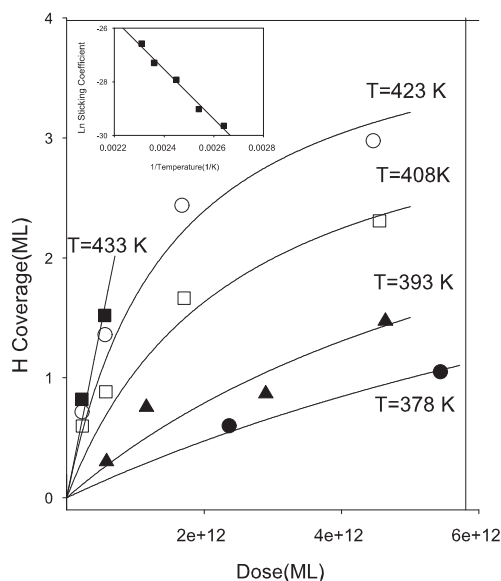 4
3
2
1
0
H Coverage(ML)
-26
-28
-30
Ln Sticking Coefficient
0.0022 0.0024 0.0026 0.0028
1/Temperature(1/K)
T=423 K
T=408K
T=433 K
T=393 K
T=378 K
2e+12 4e+12 6e+12
Dose(ML)